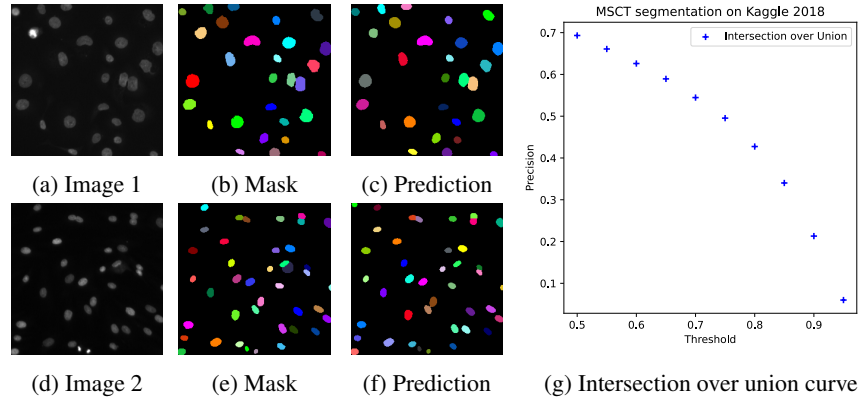 (a) Image 1
(b) Mask
(c) Prediction
(d) Image 2
(e) Mask
(f) Prediction
MSCT segmentation on Kaggle 2018
Intersection over Union
Precision
0.7
0.6
0.5
0.4
0.3
0.2
0.1
0.5 0.6 0.7 0.8 0.9
Threshold
(g) Intersection over union curve